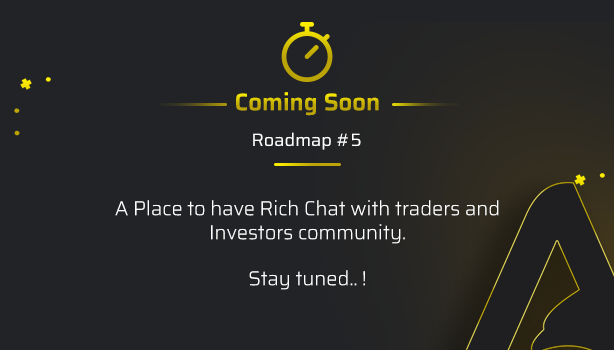 Coming Soon
Roadmap #5
A Place to have Rich Chat with traders and
Investors community.
Stay tuned.. !